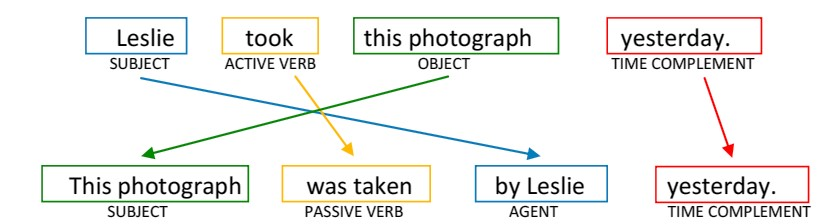 Leslie took this photograph yesterday.
SUBJECT ACTIVE VERB OBJECT TIME COMPLEMENT
This photograph was taken by Leslie yesterday.
SUBJECT PASSIVE VERB AGENT TIME COMPLEMENT